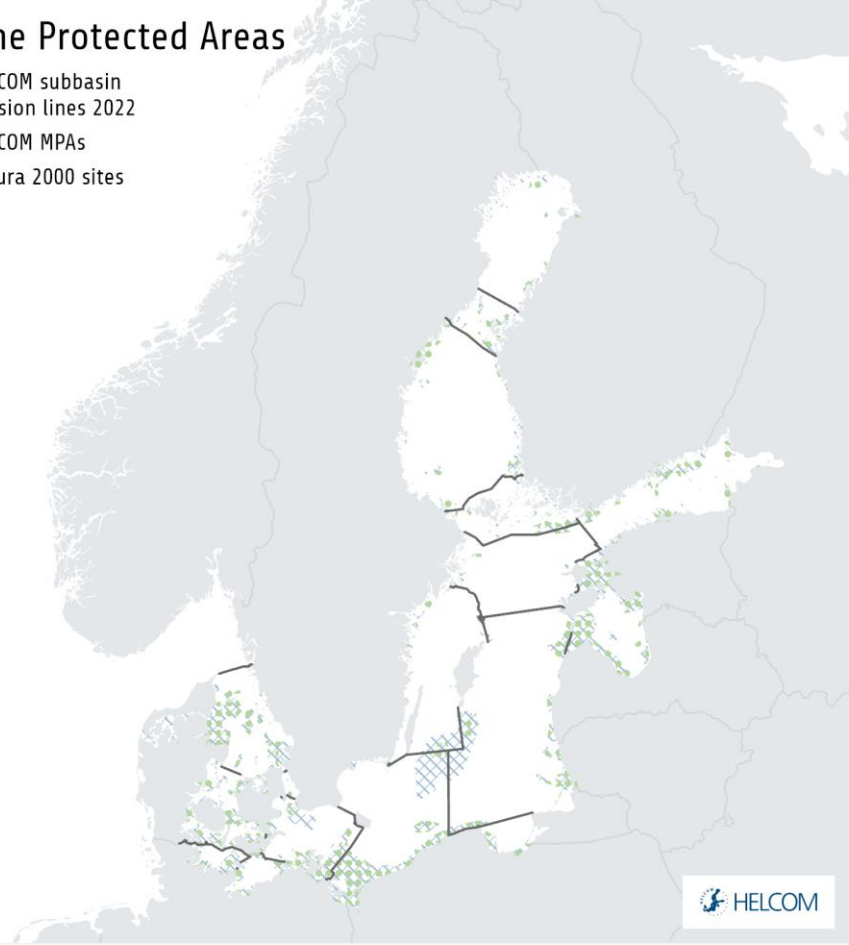 ne Protected Areas
COM subbasin
sion lines 2022
COM MPAs
ura 2000 sites
HELCOM